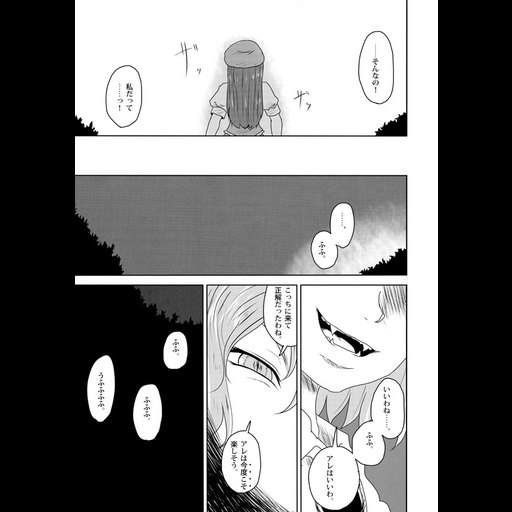 ──そんなの！
ザッ
ザッ
私だって
……っ！
……。
ふふ。
いいわね……。
ふふ。
アレはいいわ。
こっちに来て
正解だったわね。
アレは今度こそ
楽しそう。
ふふ。
ふふふ。
うふふふふ。